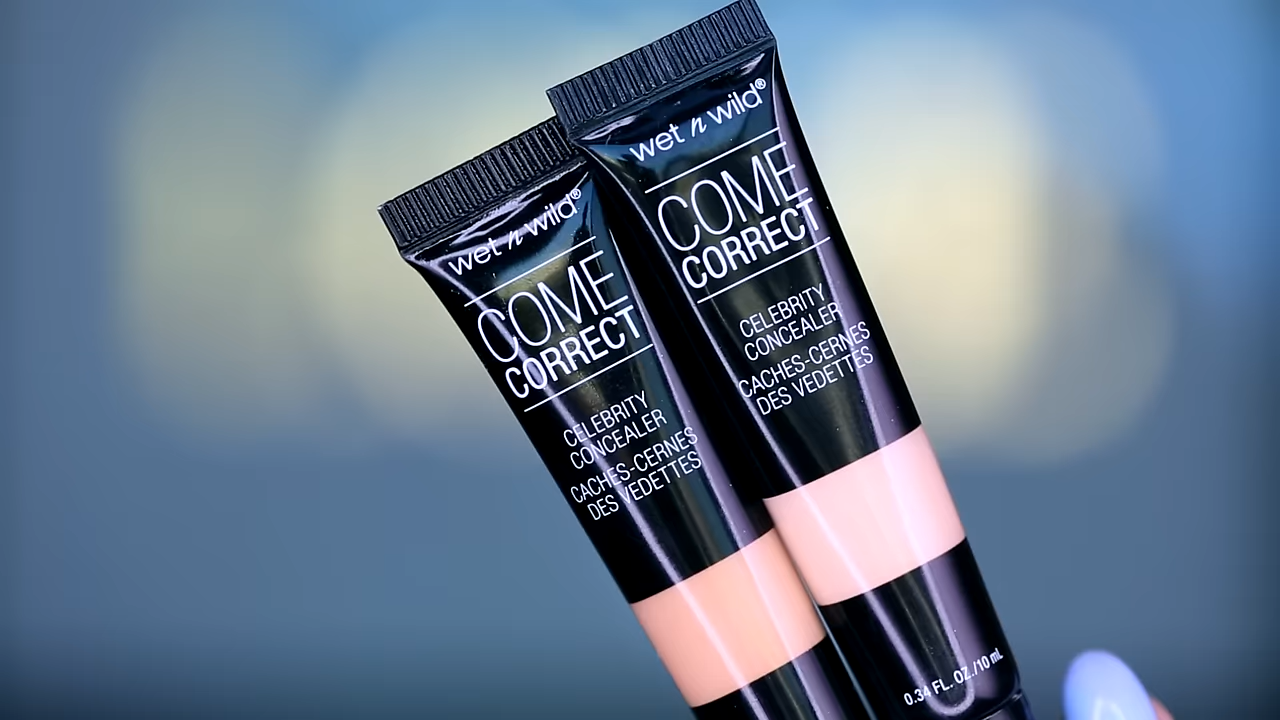 wet n wild®
COME
CORRECT
CELEBRITY
CONCEALER
CACHES-CERNES
DES VEDETTES
wet n wild®
COME
CORRECT
CELEBRITY
CONCEALER
CACHES-CERNES
DES VEDETTES
0.34 FL. OZ./10 mL